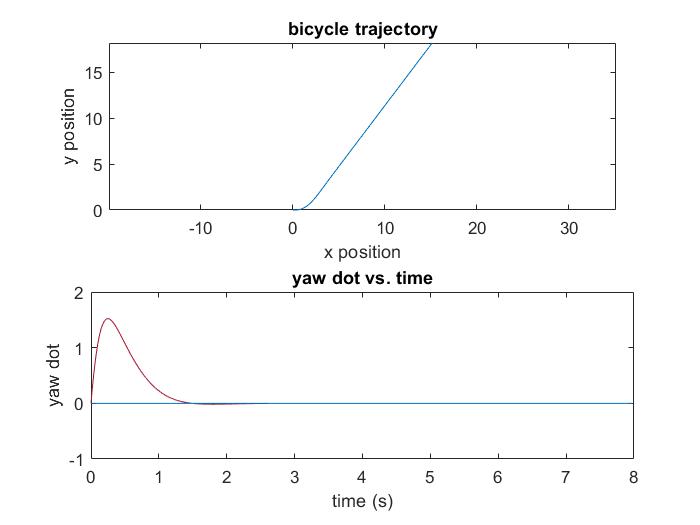 bicycle trajectory
15
10
5
0
y position
-10 0 10 20 30
x position
yaw dot vs. time
2
1
0
-1
yaw dot
0 1 2 3 4 5 6 7 8
time (s)